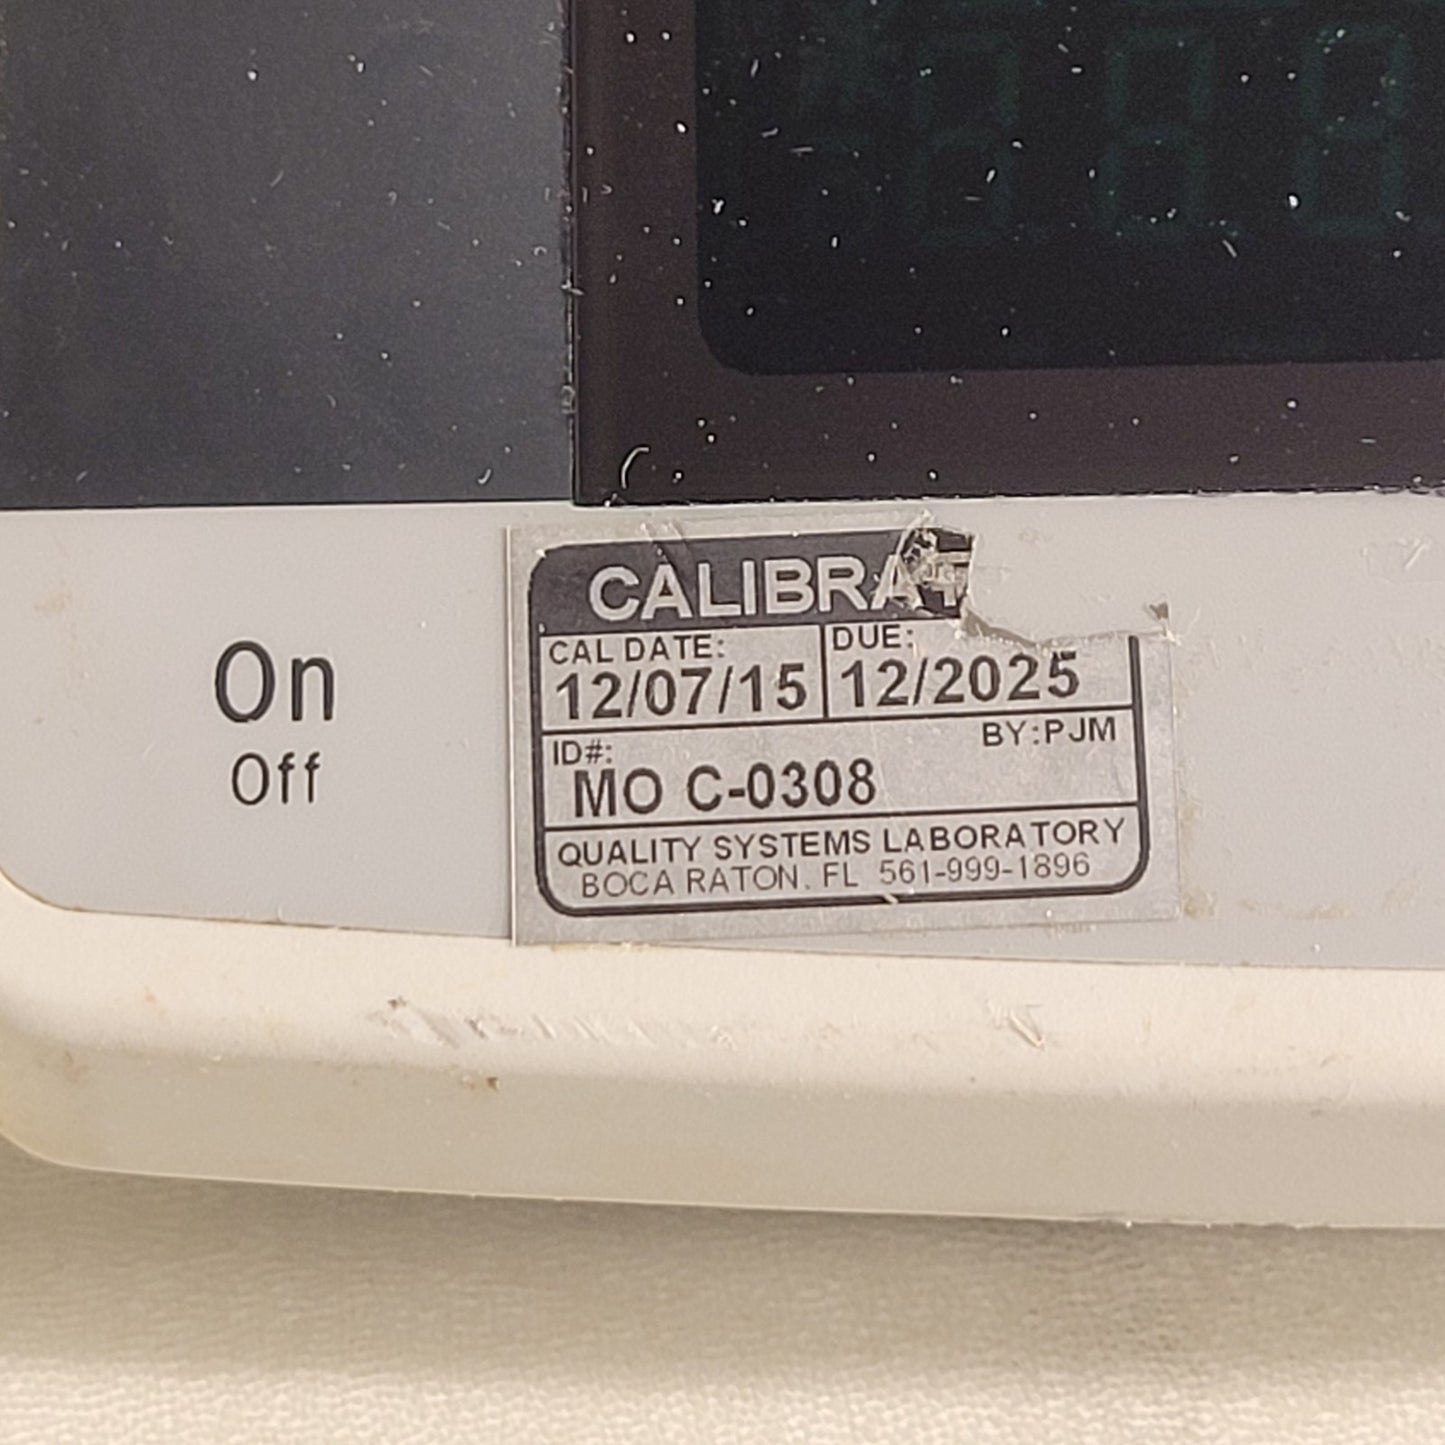 On
Off
CALIBRAT
CAL DATE:
12/07/15
DUE:
12/2025
ID#:
MO C-0308
BY:PJM
QUALITY SYSTEMS LABORATORY
BOCA RATON, FL 561-999-1896